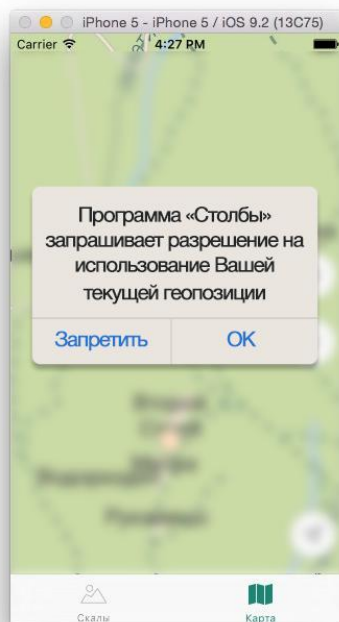 iPhone 5 - iPhone 5 / iOS 9.2 (13C75)
Carrier 4:27 PM
Программа «Столбы»
запрашивает разрешение на
использование Вашей
текущей геопозиции
Запретить OK
Скалы Карта